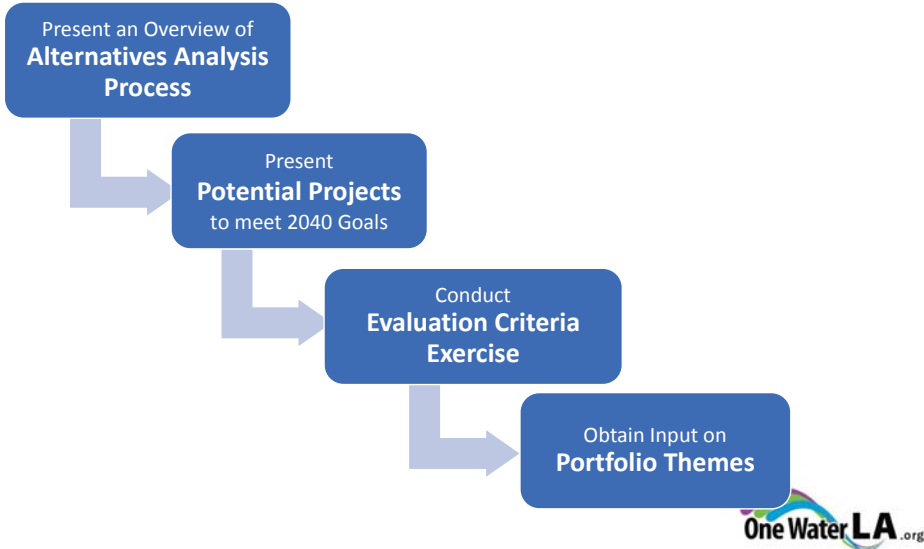 Present an Overview of
Alternatives Analysis
Process
Present
Potential Projects
to meet 2040 Goals
Conduct
Evaluation Criteria
Exercise
Obtain Input on
Portfolio Themes
One Water LA .org